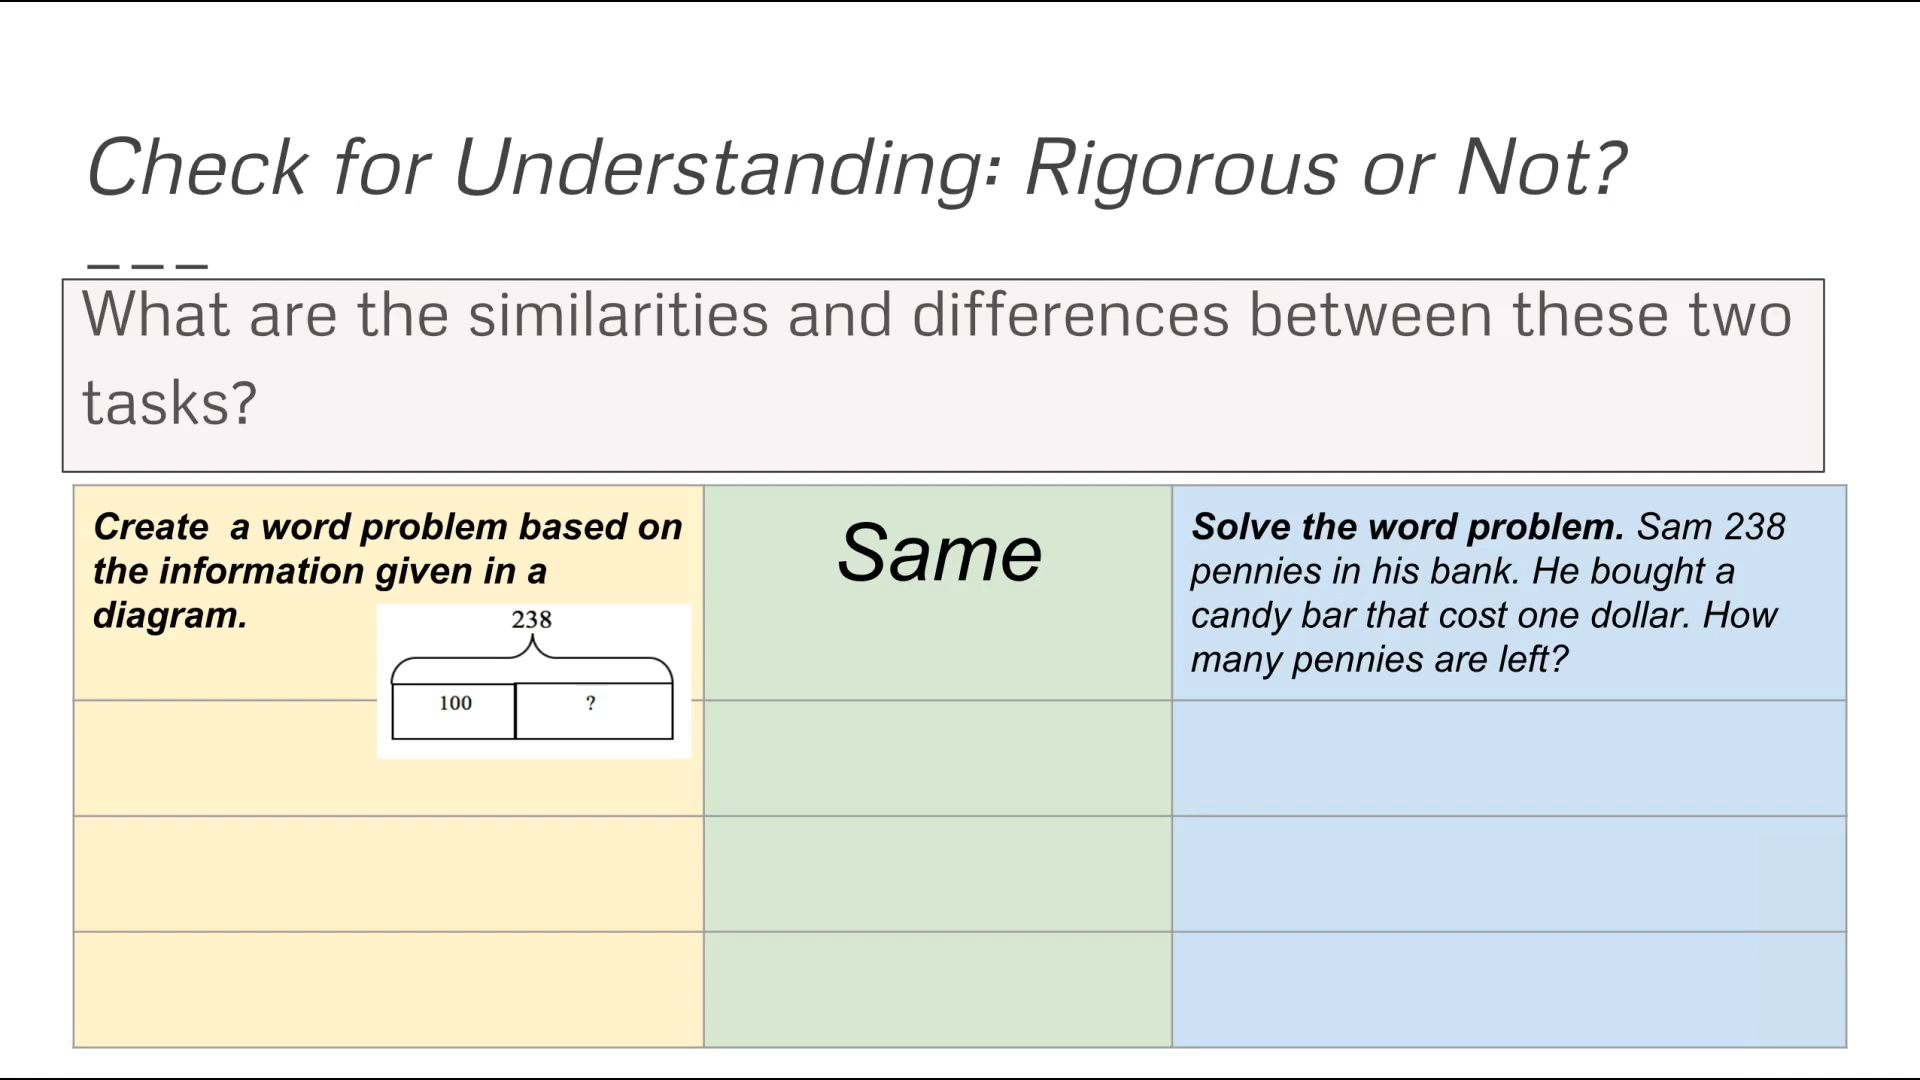 Check for Understanding: Rigorous or Not?
What are the similarities and differences between these two
tasks?
Create a word problem based on
the information given in a
diagram.
238
100 ?
Same
Solve the word problem. Sam 238
pennies in his bank. He bought a
candy bar that cost one dollar. How
many pennies are left?